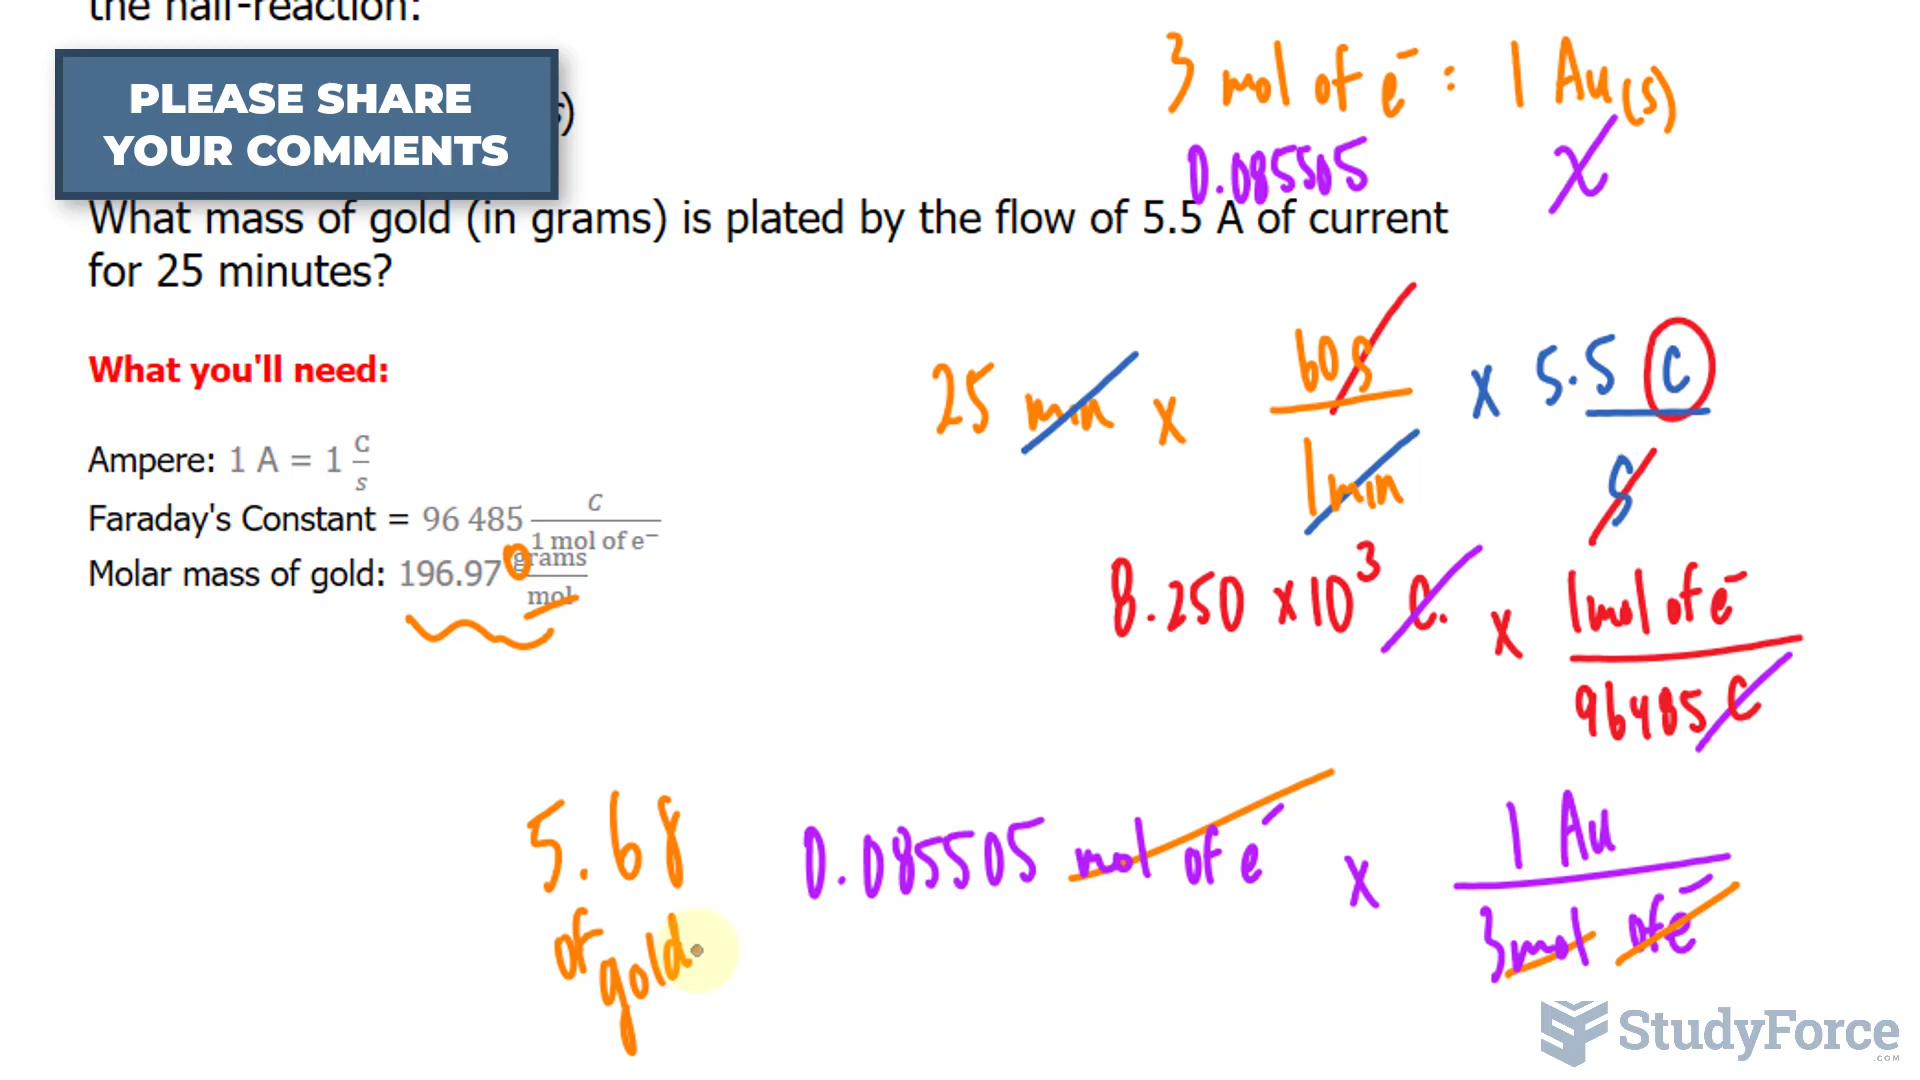 the half-reaction:
PLEASE SHARE
YOUR COMMENTS
s)
3 mol of e⁻ : 1 Au(s)
0.085505 x
What mass of gold (in grams) is plated by the flow of 5.5 A of current
for 25 minutes?
What you'll need:
25 min x 60 s / 1 min x 5.5 C / s
Ampere: 1 A = 1 C/s
Faraday's Constant = 96 485 C / 1 mol of e⁻
Molar mass of gold: 196.97 grams/mol
8.250 x 10³ C. x 1 mol of e⁻ / 96485 C
5.68
of gold
0.085505 mol of e⁻ x 1 Au / 3 mol of e⁻
StudyForce
.COM